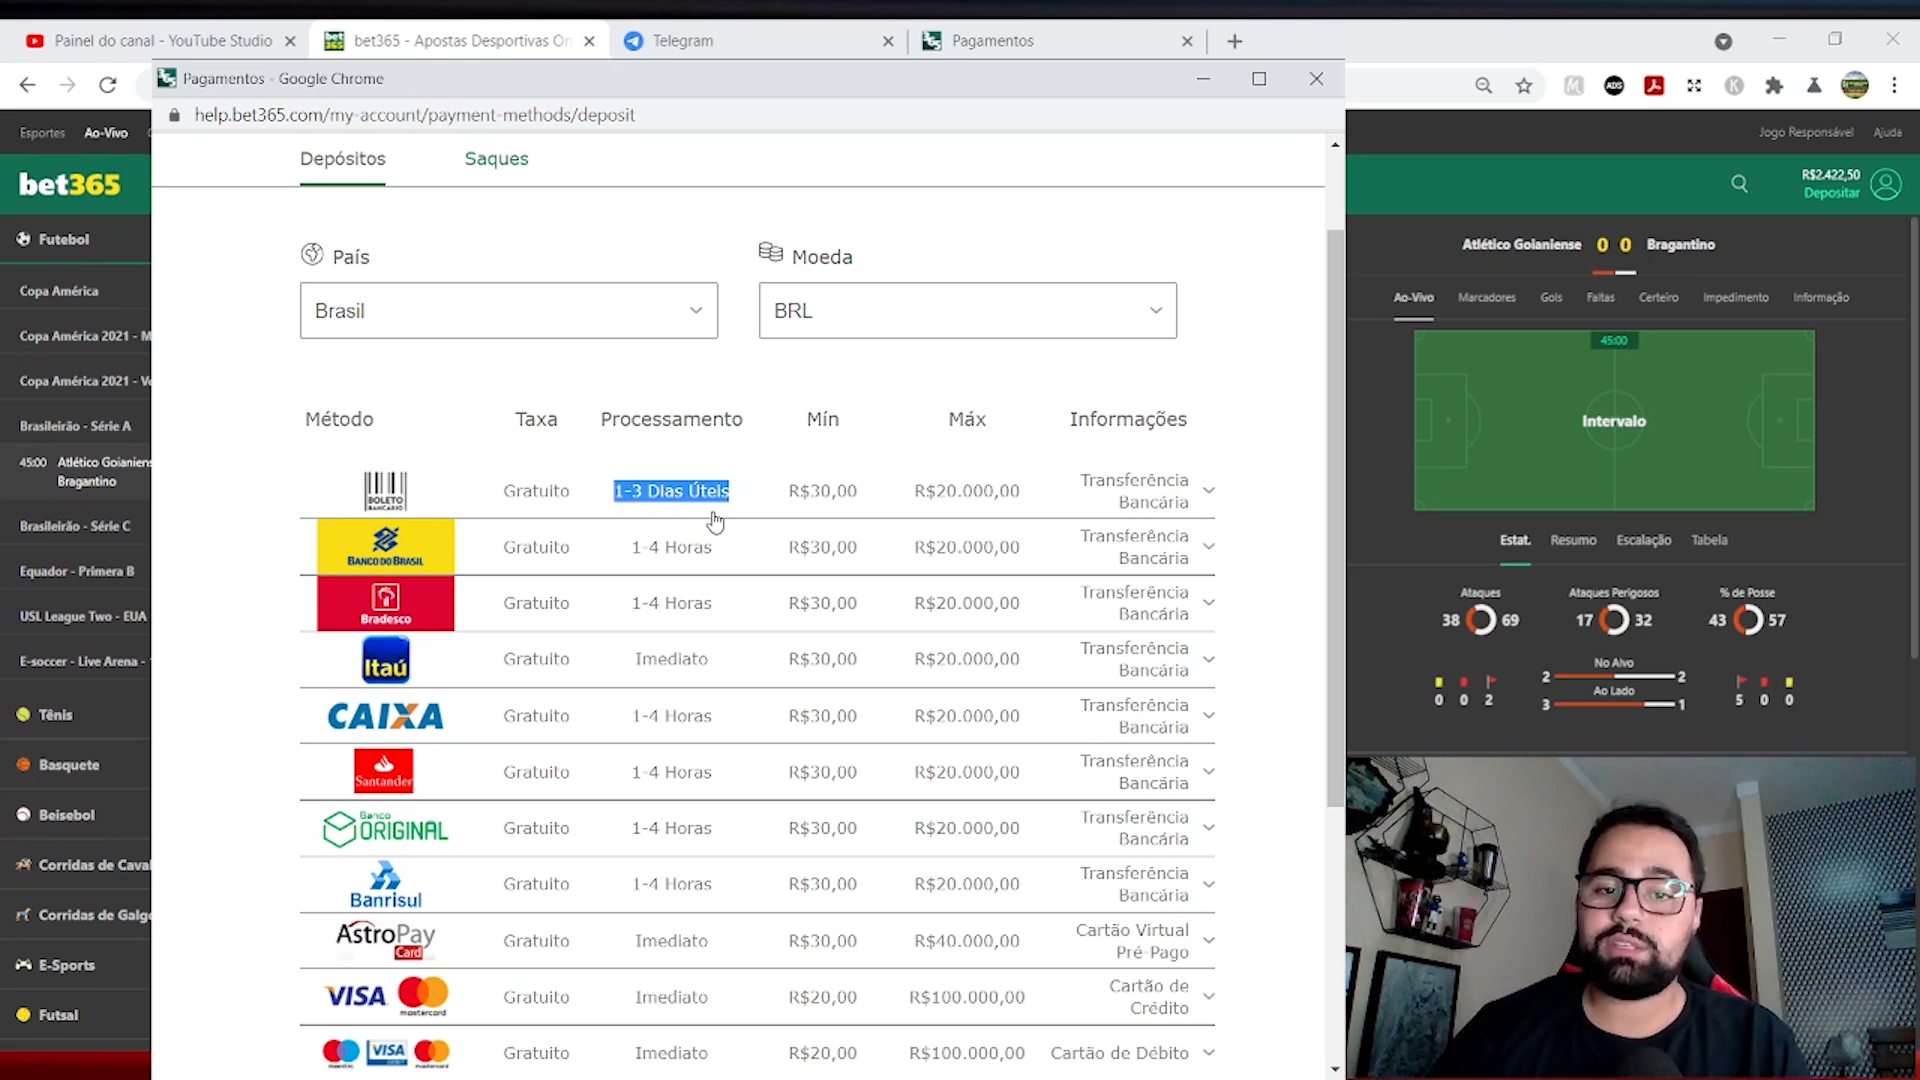 Painel do canal - YouTube Studio
bet365 - Apostas Desportivas On
Telegram
Pagamentos
Pagamentos - Google Chrome
help.bet365.com/my-account/payment-methods/deposit
Esportes Ao-Vivo
Jogo Responsável Ajuda
bet365
R$2.422,50
Depositar
Futebol
Copa América
Copa América 2021 - M
Copa América 2021 - Ve
Brasileirão - Série A
45:00 Atlético Goianiens
Bragantino
Brasileirão - Série C
Equador - Primera B
USL League Two - EUA
E-soccer - Live Arena -
Tênis
Basquete
Beisebol
Corridas de Caval
Corridas de Galgo
E-Sports
Futsal
Depósitos Saques
País Moeda
Brasil BRL
Método Taxa Processamento Mín Máx Informações
BOLETO BANCÁRIO Gratuito 1-3 Dias Úteis R$30,00 R$20.000,00 Transferência Bancária
BANCO DO BRASIL Gratuito 1-4 Horas R$30,00 R$20.000,00 Transferência Bancária
Bradesco Gratuito 1-4 Horas R$30,00 R$20.000,00 Transferência Bancária
Itaú Gratuito Imediato R$30,00 R$20.000,00 Transferência Bancária
CAIXA Gratuito 1-4 Horas R$30,00 R$20.000,00 Transferência Bancária
Santander Gratuito 1-4 Horas R$30,00 R$20.000,00 Transferência Bancária
Banco ORIGINAL Gratuito 1-4 Horas R$30,00 R$20.000,00 Transferência Bancária
Banrisul Gratuito 1-4 Horas R$30,00 R$20.000,00 Transferência Bancária
AstroPay Card Gratuito Imediato R$30,00 R$40.000,00 Cartão Virtual Pré-Pago
VISA mastercard Gratuito Imediato R$20,00 R$100.000,00 Cartão de Crédito
maestro VISA DEBIT mastercard Gratuito Imediato R$20,00 R$100.000,00 Cartão de Débito
Atlético Goianiense 0 0 Bragantino
Ao-Vivo Marcadores Gols Faltas Certeiro Impedimento Informação
45:00
Intervalo
Estat. Resumo Escalação Tabela
Ataques Ataques Perigosos % de Posse
38 69 17 32 43 57
No Alvo
2 2
Ao Lado
3 1
0 0 2 5 0 0
ADS